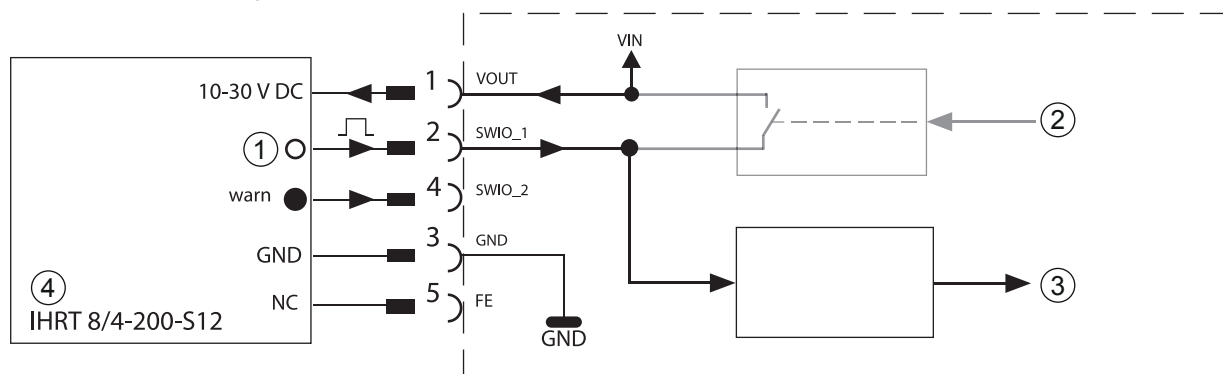 VIN
10-30 V DC
1
VOUT
②
①
2
SWIO_1
warn
4
SWIO_2
GND
3
GND
④
IHRT 8/4-200-S12
NC
5
FE
GND
③